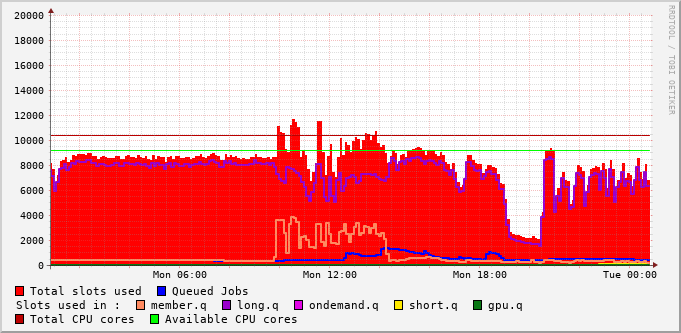 20000
18000
16000
14000
12000
10000
8000
6000
4000
2000
0
Mon 06:00 Mon 12:00 Mon 18:00 Tue 00:00
RRDTOOL / TOBI OETIKER
Total slots used Queued Jobs
Slots used in : member.q long.q ondemand.q short.q gpu.q
Total CPU cores Available CPU cores